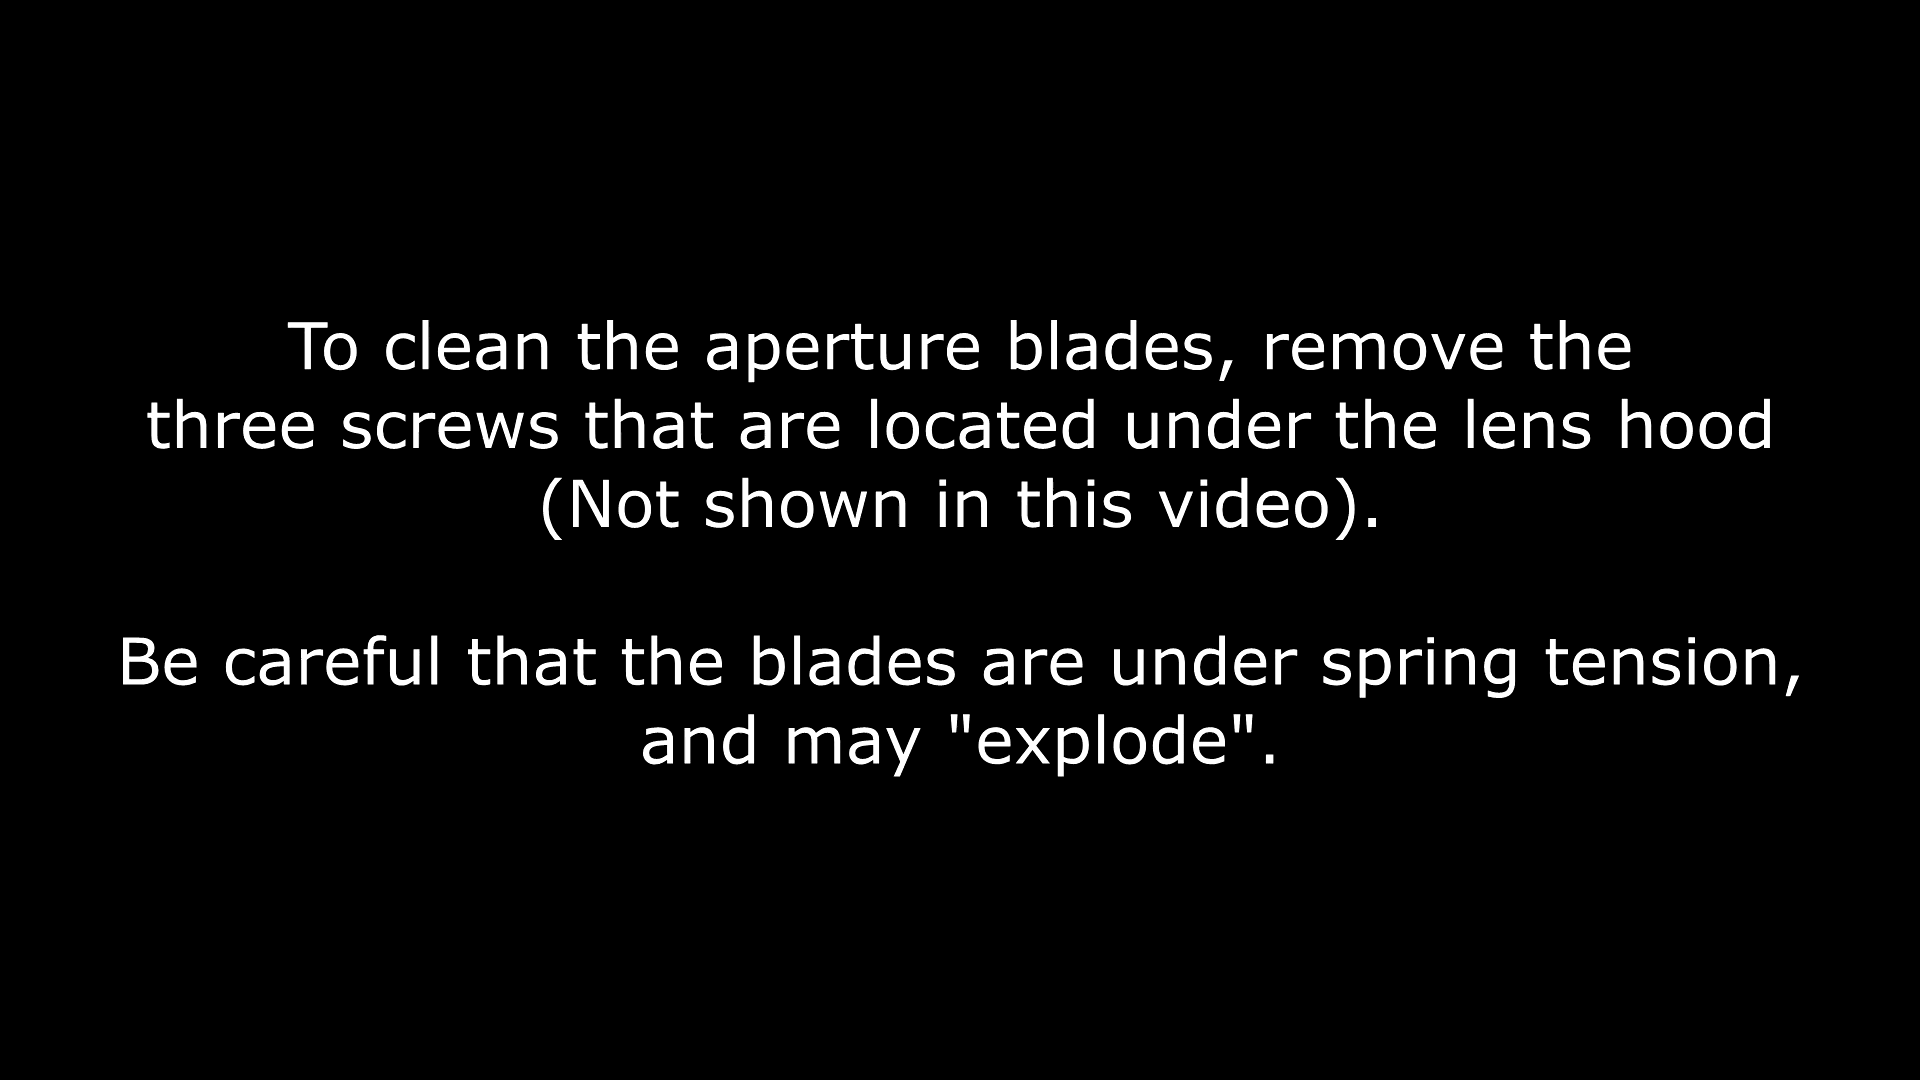 To clean the aperture blades, remove the
three screws that are located under the lens hood
(Not shown in this video).
Be careful that the blades are under spring tension,
and may "explode".